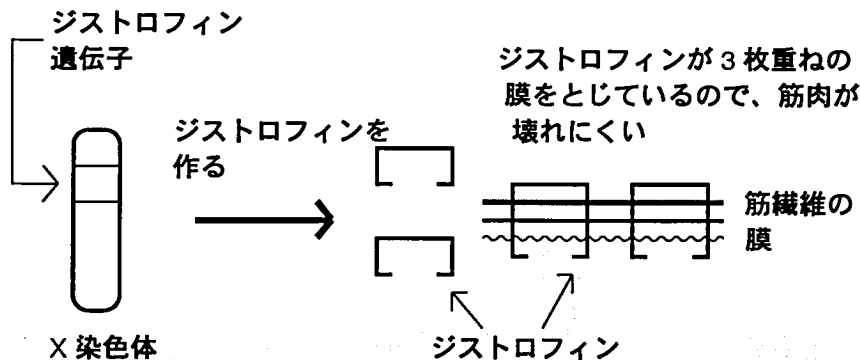 ジストロフィン
遺伝子
ジストロフィンが3枚重ねの
膜をとじているので、筋肉が
壊れにくい
ジストロフィンを
作る
筋繊維の
膜
X染色体
ジストロフィン